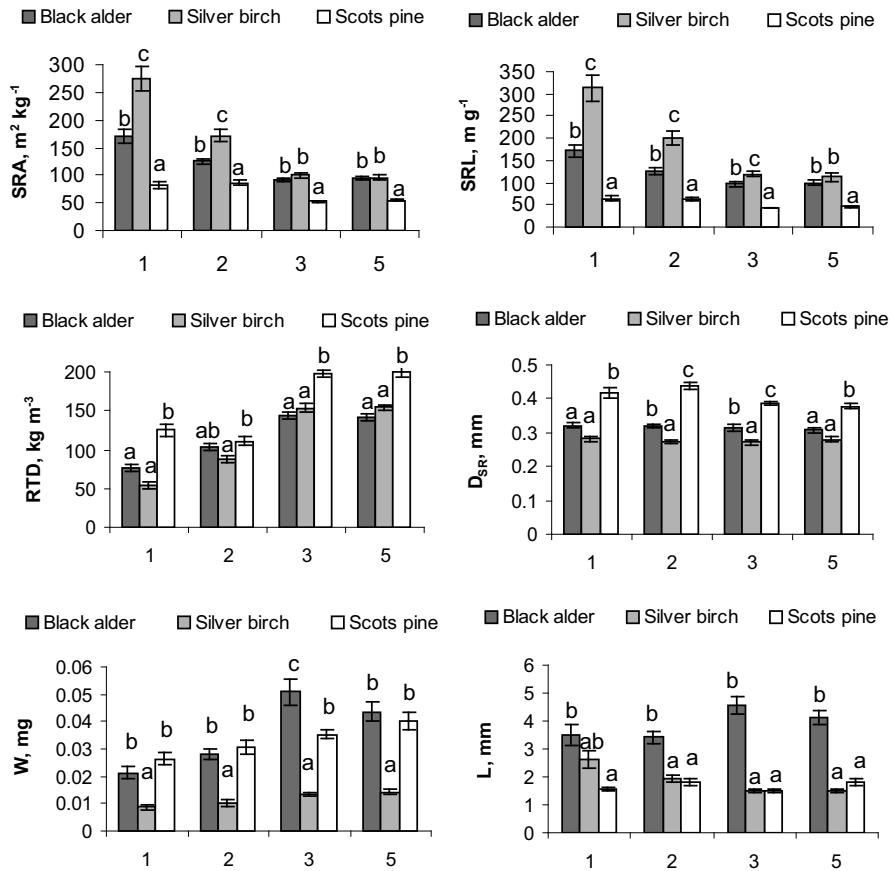 Black alder Silver birch Scots pine
SRA, m² kg⁻¹
300
250
200
150
100
50
0
b c a
b c a
b b a
b b a
1 2 3 5
Black alder Silver birch Scots pine
SRL, m g⁻¹
350
300
250
200
150
100
50
0
b c a
b c a
b c a
b b a
1 2 3 5
Black alder Silver birch Scots pine
RTD, kg m⁻³
200
150
100
50
0
a a b
ab a b
a a b
a a b
1 2 3 5
Black alder Silver birch Scots pine
D_SR, mm
0.5
0.4
0.3
0.2
0.1
0
a a b
b a c
b a c
a a b
1 2 3 5
Black alder Silver birch Scots pine
W, mg
0.06
0.05
0.04
0.03
0.02
0.01
0
b a b
b a b
c a b
b a b
1 2 3 5
Black alder Silver birch Scots pine
L, mm
6
5
4
3
2
1
0
b ab a
b a a
b a a
b a a
1 2 3 5